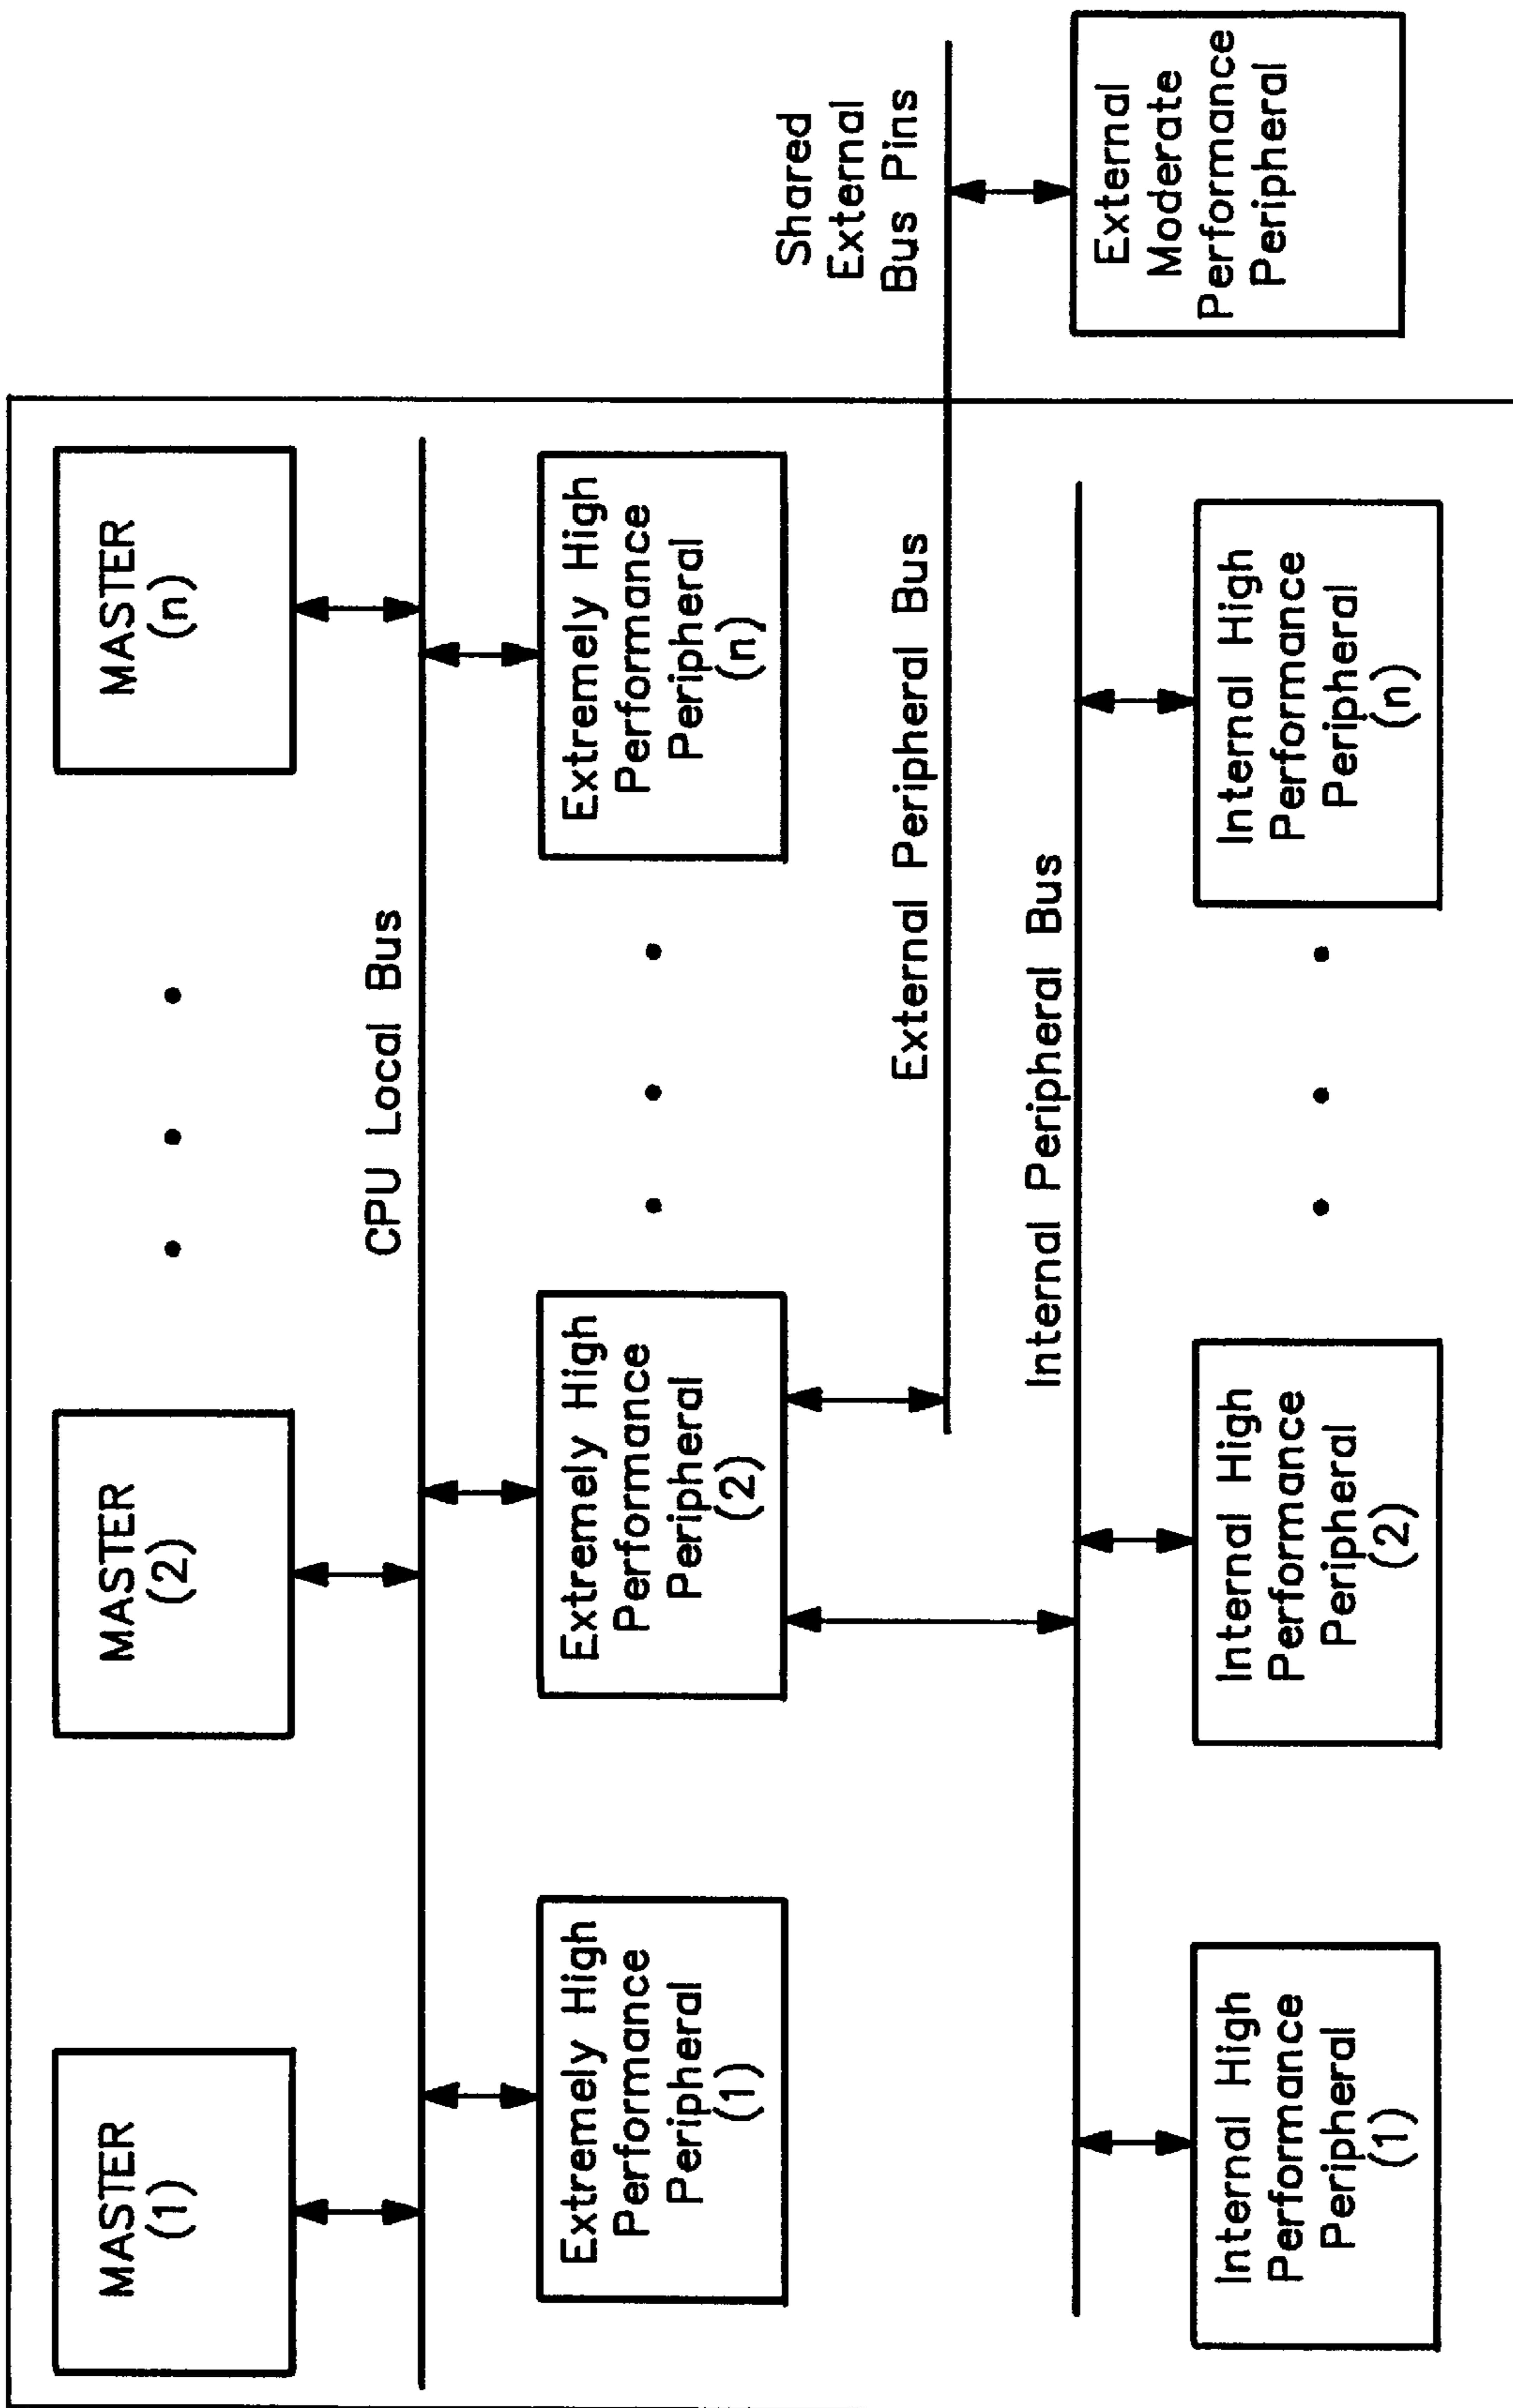 MASTER
(1)
MASTER
(2)
MASTER
(n)
CPU Local Bus
Extremely High
Performance
Peripheral
(1)
Extremely High
Performance
Peripheral
(2)
Extremely High
Performance
Peripheral
(n)
Shared
External
Bus Pins
External Peripheral Bus
Internal Peripheral Bus
External
Moderate
Performance
Peripheral
Internal High
Performance
Peripheral
(1)
Internal High
Performance
Peripheral
(2)
Internal High
Performance
Peripheral
(n)